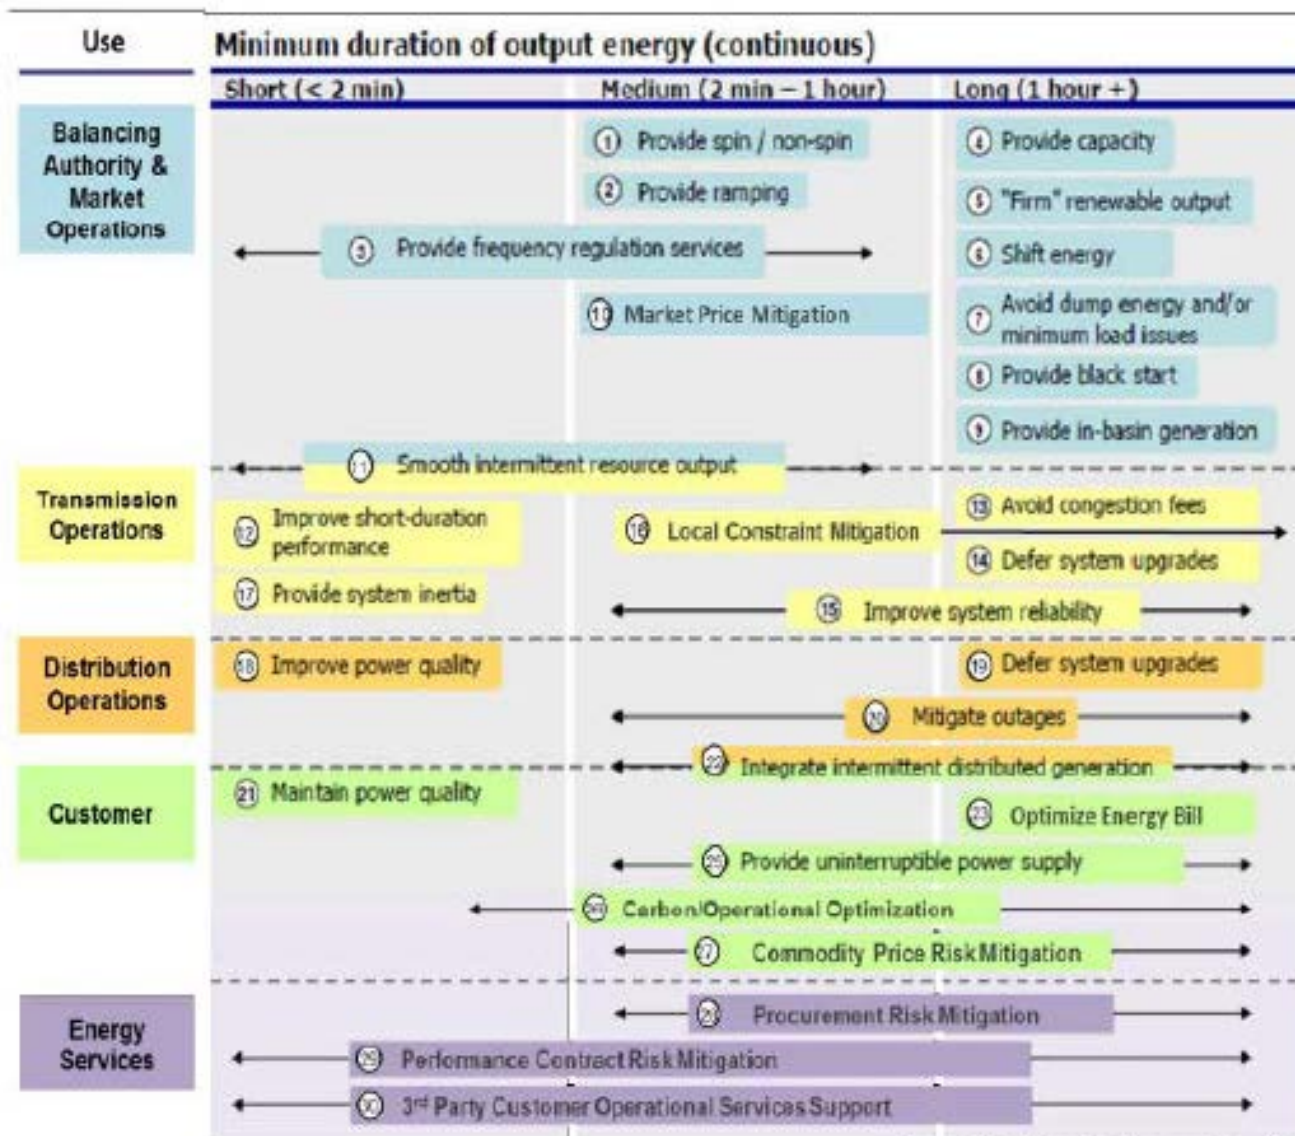 Use
Minimum duration of output energy (continuous)
Short (< 2 min)
Medium (2 min – 1 hour)
Long (1 hour +)
Balancing
Authority &
Market
Operations
1 Provide spin / non-spin
2 Provide ramping
3 Provide frequency regulation services
10 Market Price Mitigation
4 Provide capacity
5 "Firm" renewable output
6 Shift energy
7 Avoid dump energy and/or
minimum load issues
8 Provide black start
9 Provide in-basin generation
11 Smooth intermittent resource output
Transmission
Operations
12 Improve short-duration
performance
17 Provide system inertia
16 Local Constraint Mitigation
13 Avoid congestion fees
14 Defer system upgrades
15 Improve system reliability
Distribution
Operations
18 Improve power quality
19 Defer system upgrades
20 Mitigate outages
22 Integrate intermittent distributed generation
Customer
21 Maintain power quality
23 Optimize Energy Bill
25 Provide uninterruptible power supply
Carbon/Operational Optimization
27 Commodity Price Risk Mitigation
Energy
Services
Procurement Risk Mitigation
29 Performance Contract Risk Mitigation
30 3rd Party Customer Operational Services Support